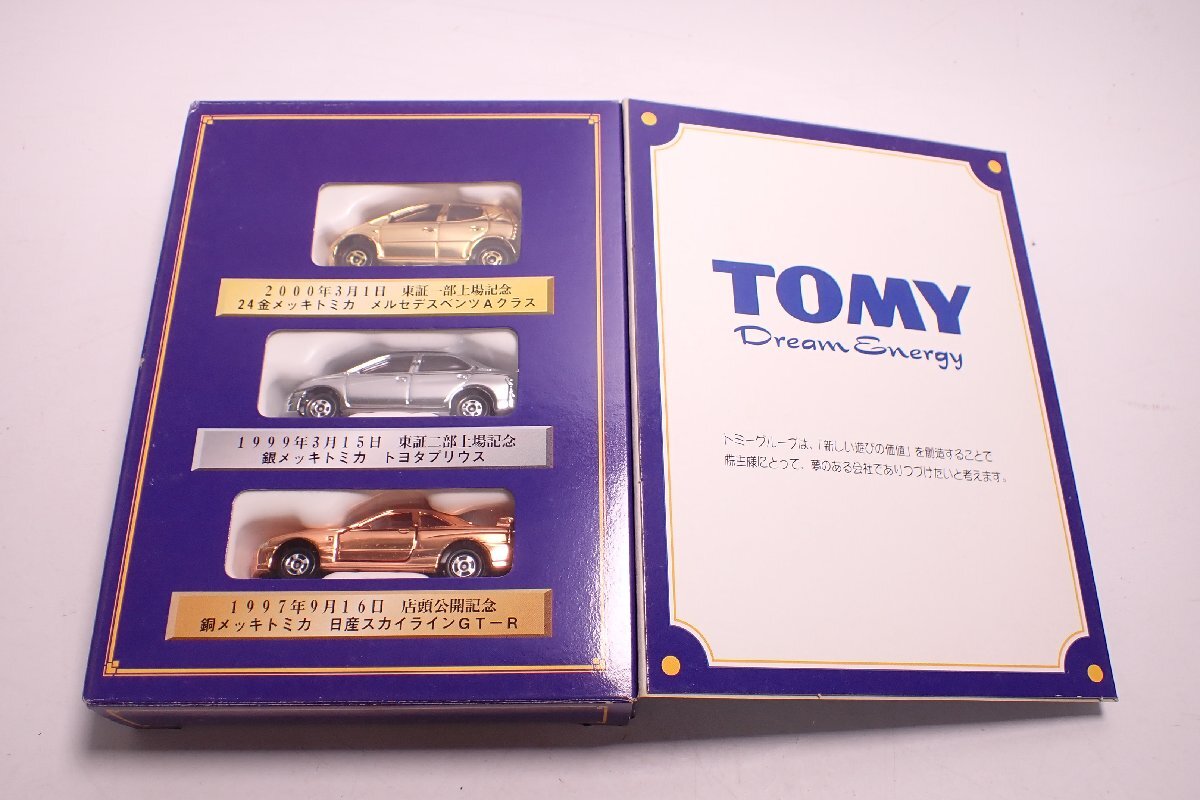 2000年3月1日 東証一部上場記念
24金メッキトミカ メルセデスベンツAクラス
1999年3月15日 東証二部上場記念
銀メッキトミカ トヨタプリウス
1997年9月16日 店頭公開記念
銅メッキトミカ 日産スカイラインGT-R
TOMY
Dream Energy
トミーグループは、「新しい遊びの価値」を創造することで
株主様にとって、夢のある会社でありつづけたいと考えます。